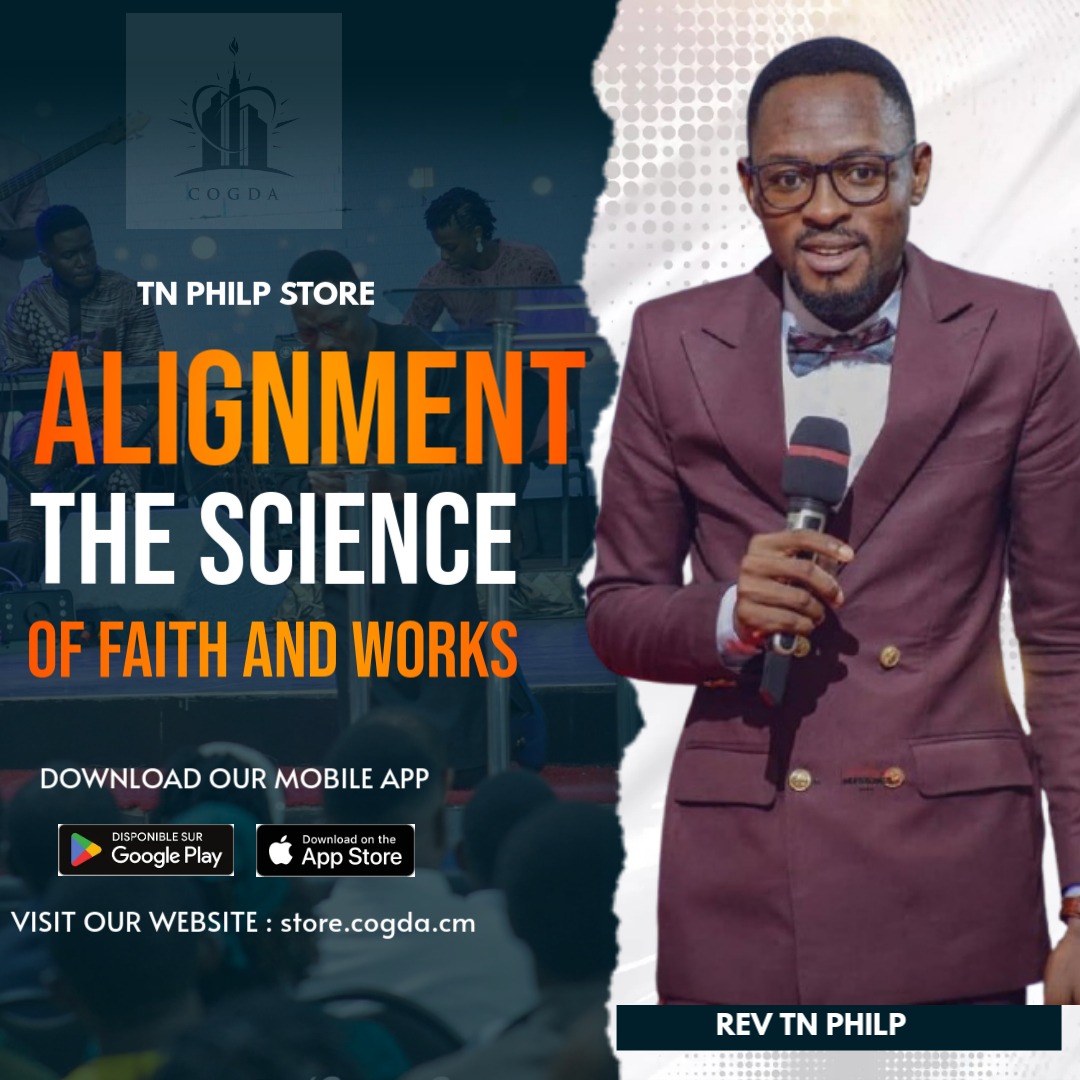 COGDA
TN PHILP STORE
ALIGNMENT
THE SCIENCE
OF FAITH AND WORKS
DOWNLOAD OUR MOBILE APP
DISPONIBLE SUR
Google Play
Download on the
App Store
VISIT OUR WEBSITE : store.cogda.cm
REV TN PHILP